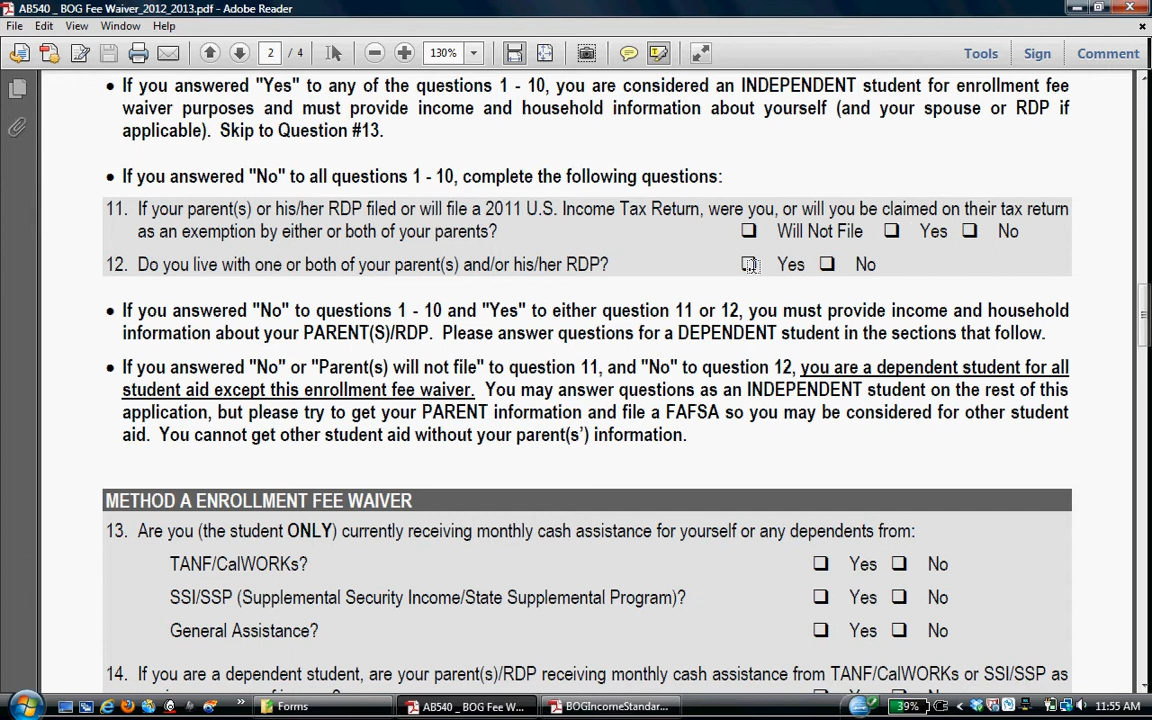 AB540 _ BOG Fee Waiver_2012_2013.pdf - Adobe Reader
File Edit View Window Help
2 / 4 130% Tools Sign Comment
• If you answered "Yes" to any of the questions 1 - 10, you are considered an INDEPENDENT student for enrollment fee
waiver purposes and must provide income and household information about yourself (and your spouse or RDP if
applicable). Skip to Question #13.
• If you answered "No" to all questions 1 - 10, complete the following questions:
11. If your parent(s) or his/her RDP filed or will file a 2011 U.S. Income Tax Return, were you, or will you be claimed on their tax return
as an exemption by either or both of your parents? ❑ Will Not File ❑ Yes ❑ No
12. Do you live with one or both of your parent(s) and/or his/her RDP? ❑ Yes ❑ No
• If you answered "No" to questions 1 - 10 and "Yes" to either question 11 or 12, you must provide income and household
information about your PARENT(S)/RDP. Please answer questions for a DEPENDENT student in the sections that follow.
• If you answered "No" or "Parent(s) will not file" to question 11, and "No" to question 12, you are a dependent student for all
student aid except this enrollment fee waiver. You may answer questions as an INDEPENDENT student on the rest of this
application, but please try to get your PARENT information and file a FAFSA so you may be considered for other student
aid. You cannot get other student aid without your parent(s') information.
METHOD A ENROLLMENT FEE WAIVER
13. Are you (the student ONLY) currently receiving monthly cash assistance for yourself or any dependents from:
TANF/CalWORKs? ❑ Yes ❑ No
SSI/SSP (Supplemental Security Income/State Supplemental Program)? ❑ Yes ❑ No
General Assistance? ❑ Yes ❑ No
14. If you are a dependent student, are your parent(s)/RDP receiving monthly cash assistance from TANF/CalWORKs or SSI/SSP as
Forms AB540 _ BOG Fee W... BOGIncomeStandar... 39% 11:55 AM